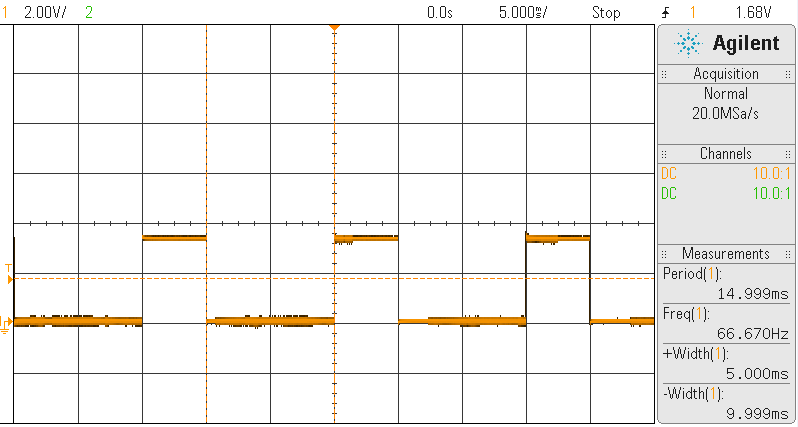 1 2.00V/ 2 0.0s 5.000ms/ Stop 1 1.68V
Agilent
Acquisition
Normal
20.0MSa/s
Channels
DC 10.0:1
DC 10.0:1
Measurements
Period(1):
14.999ms
Freq(1):
66.670Hz
+Width(1):
5.000ms
-Width(1):
9.999ms
T